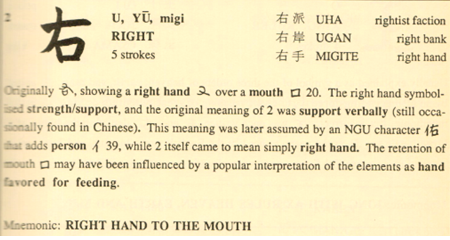 2 右 U, YŪ, migi 右派 UHA rightist faction
RIGHT 右岸 UGAN right bank
5 strokes 右手 MIGITE right hand
Originally , showing a right hand over a mouth 口 20. The right hand symbol-
ised strength/support, and the original meaning of 2 was support verbally (still occa-
sionally found in Chinese). This meaning was later assumed by an NGU character 佑
that adds person 亻 39, while 2 itself came to mean simply right hand. The retention of
mouth 口 may have been influenced by a popular interpretation of the elements as hand
favored for feeding.
Mnemonic: RIGHT HAND TO THE MOUTH